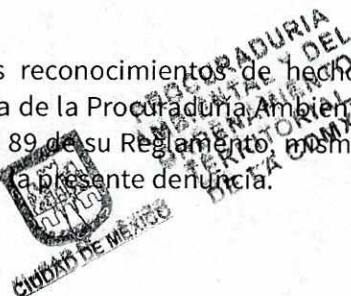 s reconocimientos de hecho
a de la Procuraduría Ambien
89 de su Reglamento, mism
la presente denuncia.
PROCURADURIA
AMBIENTAL Y DEL
ORDENAMIENTO
TERRITORIAL
DE LA CDMX
CIUDAD DE MÉXICO